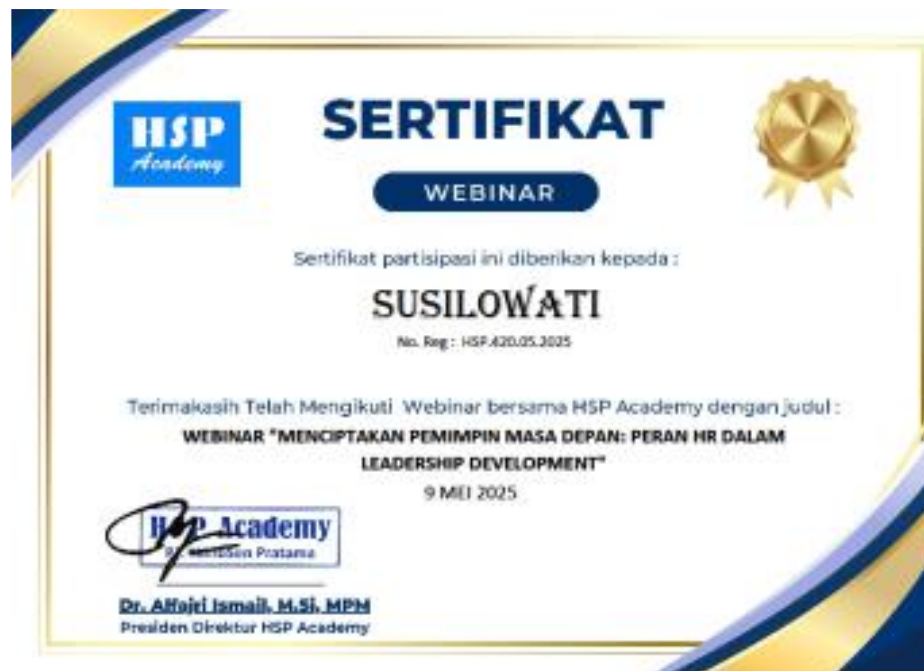 HSP
Academy
SERTIFIKAT
WEBINAR
Sertifikat partisipasi ini diberikan kepada :
SUSILOWATI
No. Reg : HSP.420.05.2025
Terimakasih Telah Mengikuti Webinar bersama HSP Academy dengan judul :
WEBINAR "MENCIPTAKAN PEMIMPIN MASA DEPAN: PERAN HR DALAM
LEADERSHIP DEVELOPMENT"
9 MEI 2025
HSP Academy
Pratama
Dr. Alfajri Ismail, M.Si, MPM
Presiden Direktur HSP Academy